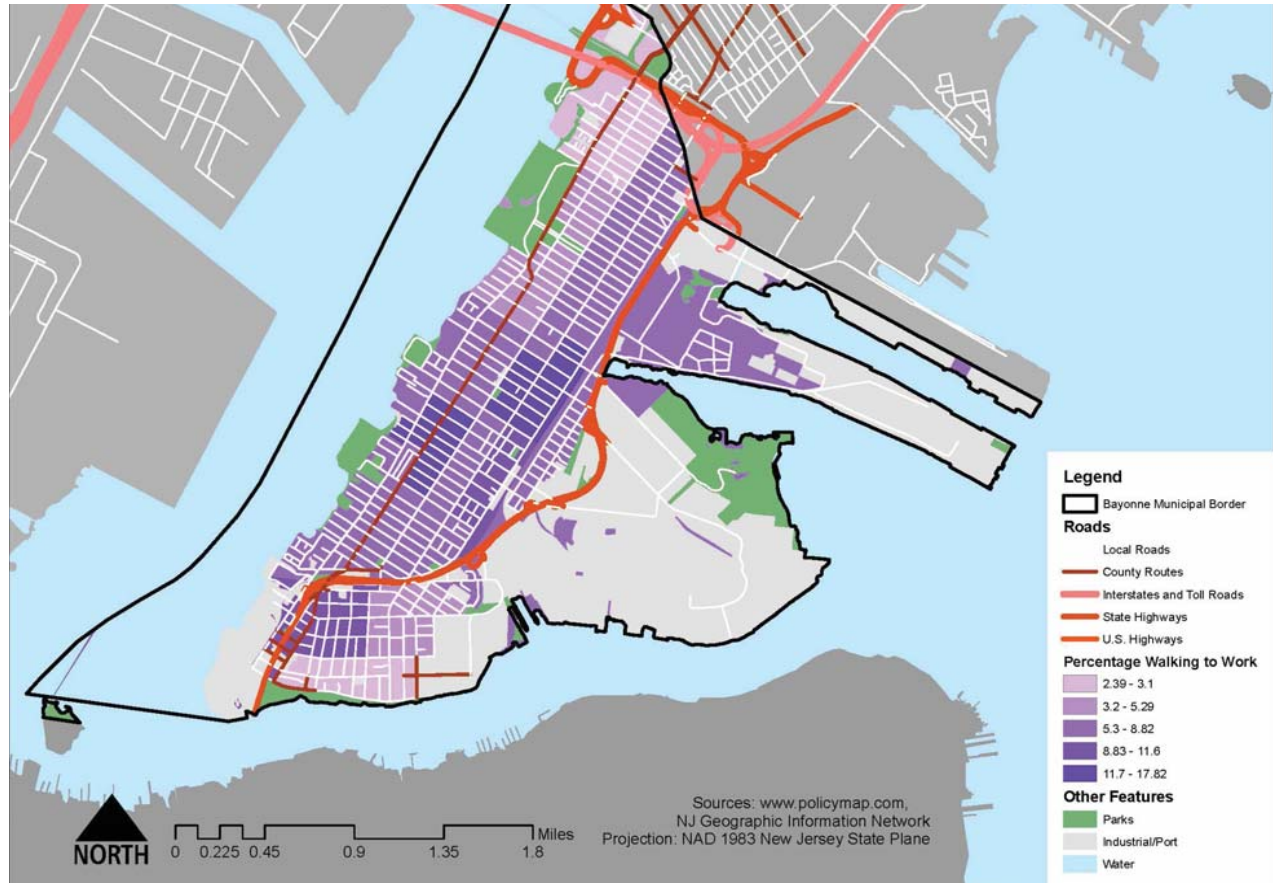 Legend
Bayonne Municipal Border
Roads
Local Roads
County Routes
Interstates and Toll Roads
State Highways
U.S. Highways
Percentage Walking to Work
2.39 - 3.1
3.2 - 5.29
5.3 - 8.82
8.83 - 11.6
11.7 - 17.82
Other Features
Parks
Industrial/Port
Water
Sources: www.policymap.com,
NJ Geographic Information Network
Projection: NAD 1983 New Jersey State Plane
NORTH
Miles
0 0.225 0.45 0.9 1.35 1.8